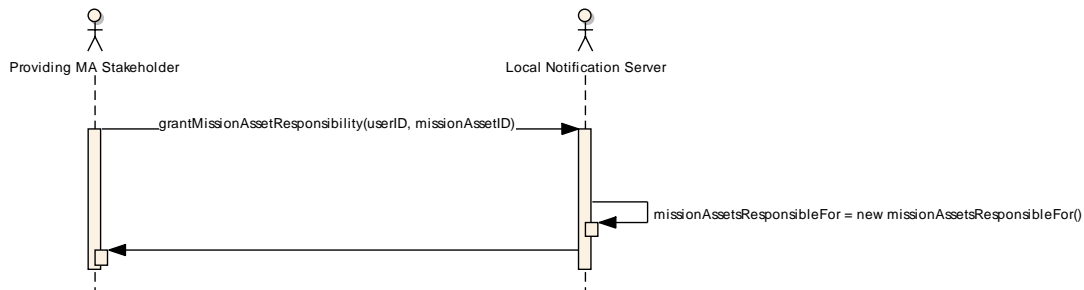 Providing MA Stakeholder
Local Notification Server
grantMissionAssetResponsibility(userID, missionAssetID)
missionAssetsResponsibleFor = new missionAssetsResponsibleFor()